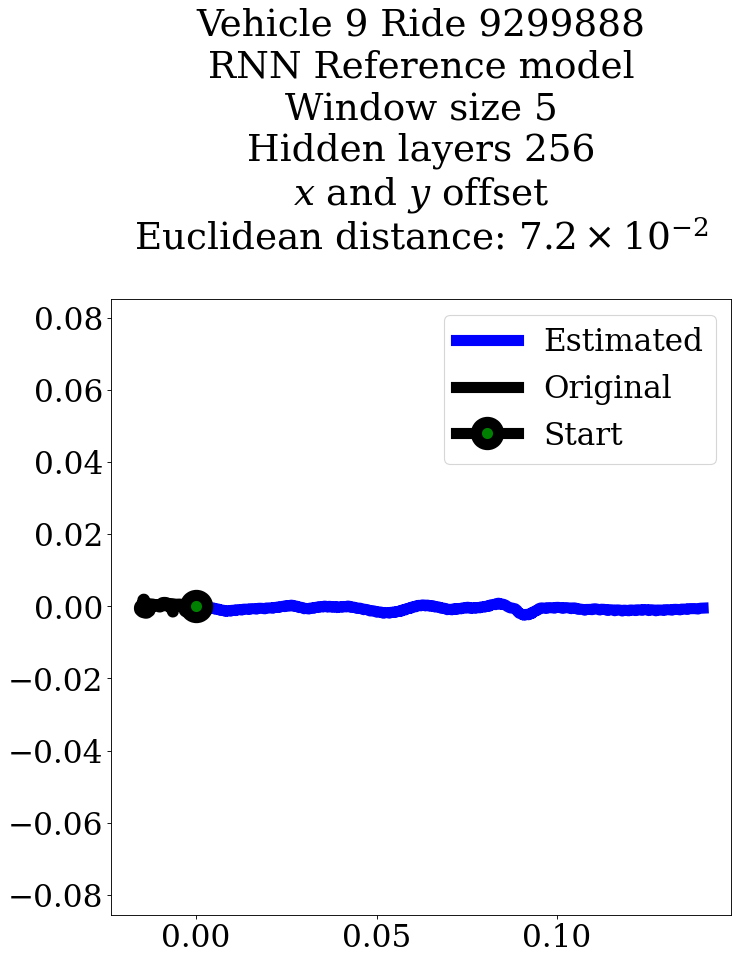 Vehicle 9 Ride 9299888
RNN Reference model
Window size 5
Hidden layers 256
x and y offset
Euclidean distance: 7.2 × 10⁻²
Estimated
Original
Start
0.08
0.06
0.04
0.02
0.00
−0.02
−0.04
−0.06
−0.08
0.00 0.05 0.10